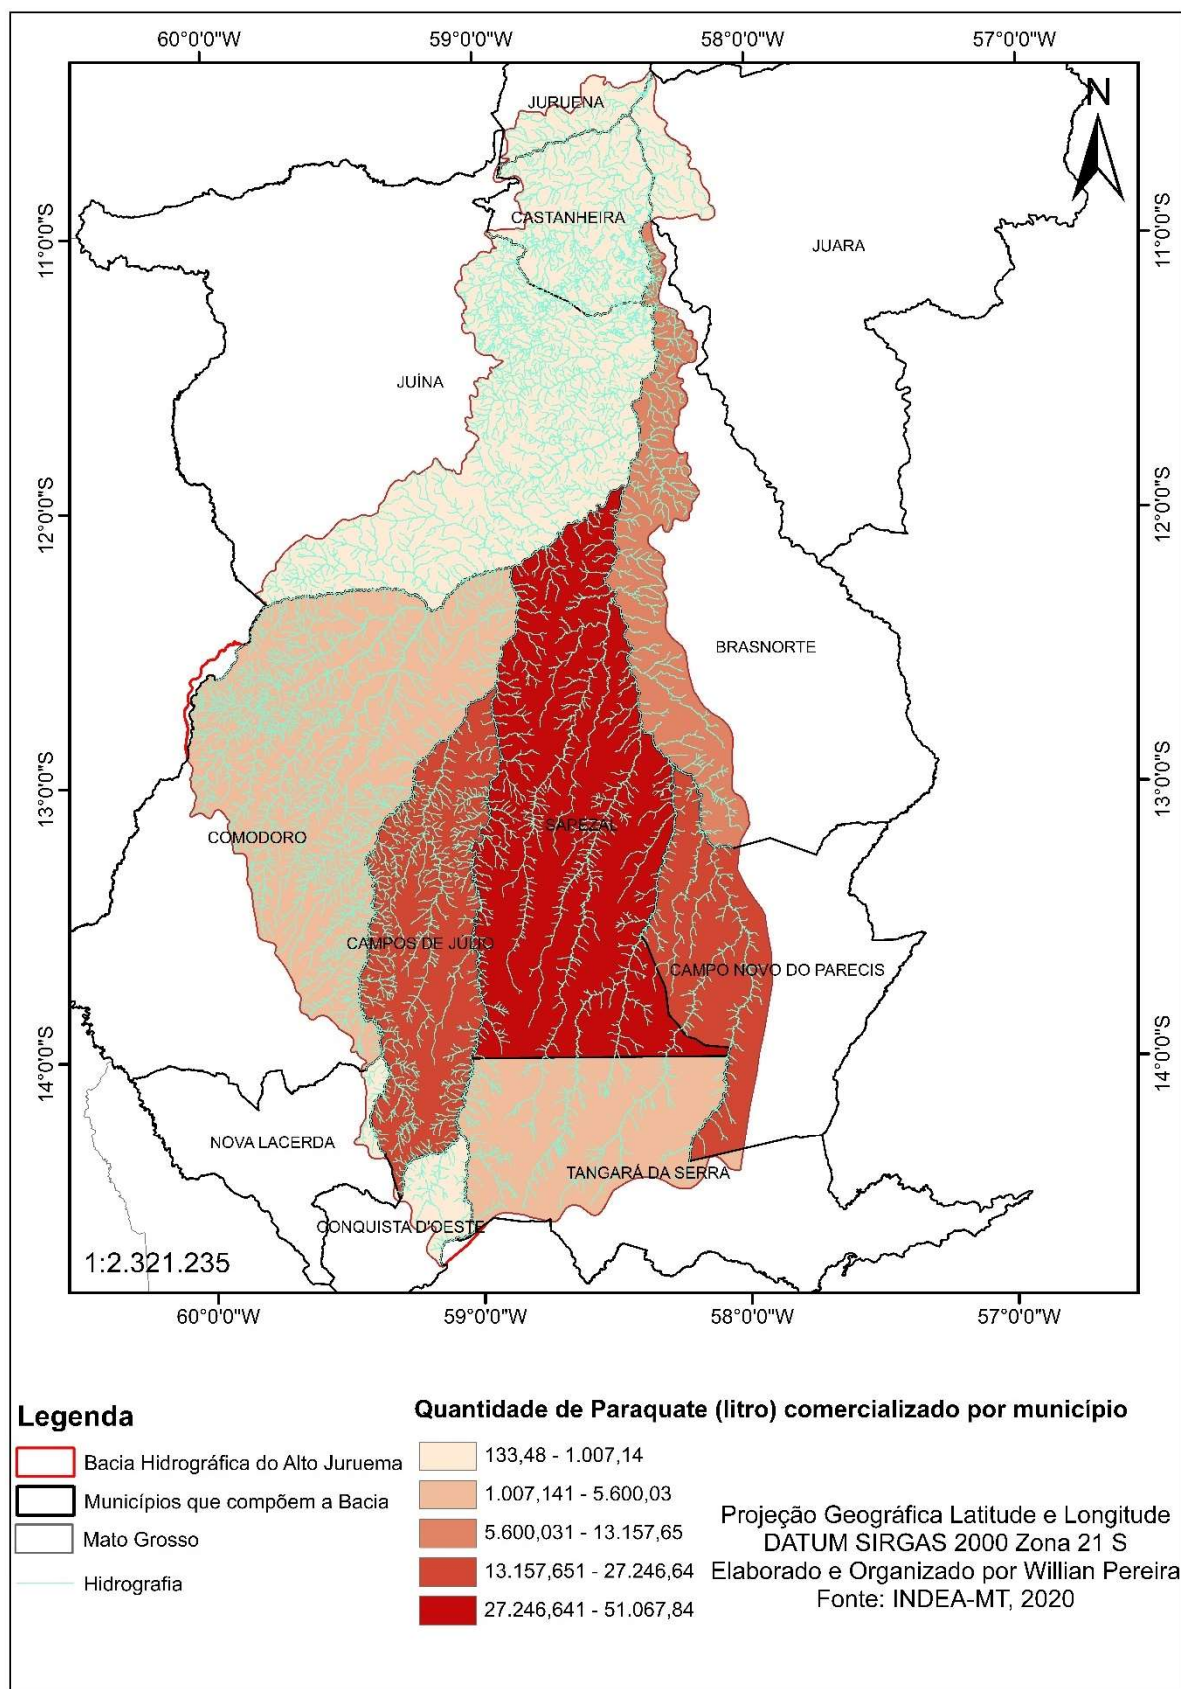 60°0'0"W 59°0'0"W 58°0'0"W 57°0'0"W
N
JURUENA
CASTANHEIRA
11°0'0"S
11°0'0"S
JUARA
JUÍNA
12°0'0"S
12°0'0"S
BRASNORTE
13°0'0"S
13°0'0"S
SAPEZAL
COMODORO
CAMPOS DE JÚLIO
CAMPO NOVO DO PARECIS
14°0'0"S
14°0'0"S
NOVA LACERDA
TANGARÁ DA SERRA
CONQUISTA D'OESTE
1:2.321.235
60°0'0"W 59°0'0"W 58°0'0"W 57°0'0"W
Legenda
Bacia Hidrográfica do Alto Juruema
Municípios que compõem a Bacia
Mato Grosso
Hidrografia
Quantidade de Paraquate (litro) comercializado por município
133,48 - 1.007,14
1.007,141 - 5.600,03
5.600,031 - 13.157,65
13.157,651 - 27.246,64
27.246,641 - 51.067,84
Projeção Geográfica Latitude e Longitude
DATUM SIRGAS 2000 Zona 21 S
Elaborado e Organizado por Willian Pereira
Fonte: INDEA-MT, 2020